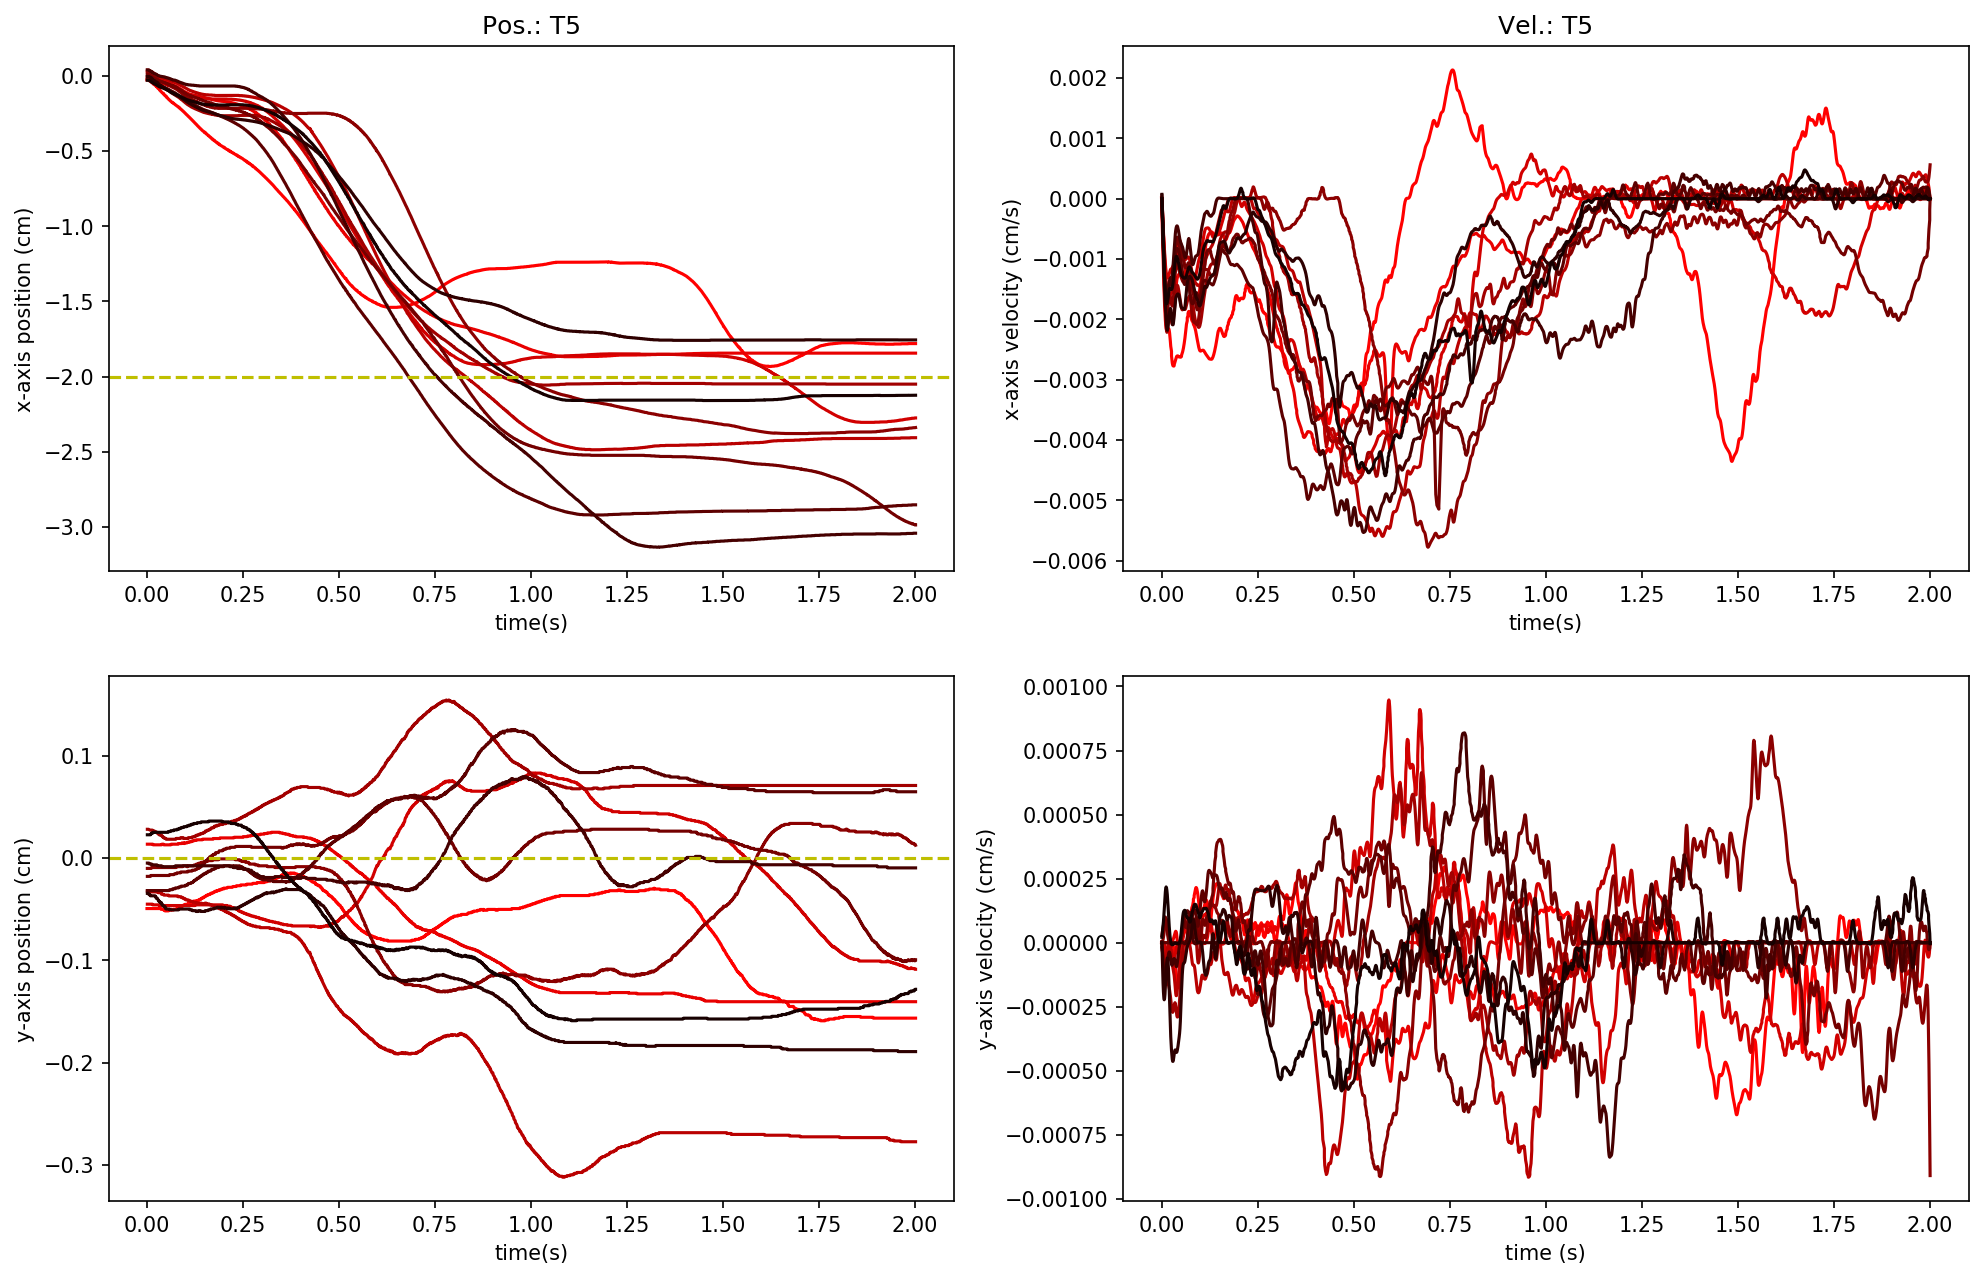 Pos.: T5
0.0
−0.5
−1.0
−1.5
−2.0
−2.5
−3.0
x-axis position (cm)
0.00 0.25 0.50 0.75 1.00 1.25 1.50 1.75 2.00
time(s)
Vel.: T5
0.002
0.001
0.000
−0.001
−0.002
−0.003
−0.004
−0.005
−0.006
x-axis velocity (cm/s)
0.00 0.25 0.50 0.75 1.00 1.25 1.50 1.75 2.00
time(s)
0.1
0.0
−0.1
−0.2
−0.3
y-axis position (cm)
0.00 0.25 0.50 0.75 1.00 1.25 1.50 1.75 2.00
time(s)
0.00100
0.00075
0.00050
0.00025
0.00000
−0.00025
−0.00050
−0.00075
−0.00100
y-axis velocity (cm/s)
0.00 0.25 0.50 0.75 1.00 1.25 1.50 1.75 2.00
time (s)